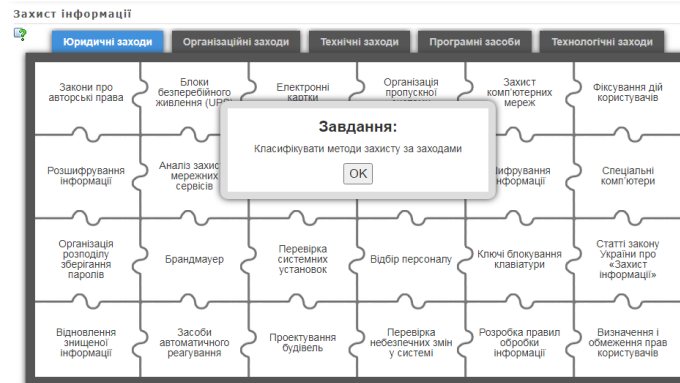 Захист інформації
Юридичні заходи
Організаційні заходи
Технічні заходи
Програмні засоби
Технологічні заходи
Закони про
авторські права
Блоки
безперебійного
живлення (UPS)
Електронні
картки
Організація
пропускної
Захист
комп'ютерних
мереж
Фіксування дій
користувачів
Завдання:
Класифікувати методи захисту за заходами
OK
Розшифрування
інформації
Аналіз
мережних
сервісів
інформації
Спеціальні
комп'ютери
Організація
розподілу
зберігання
паролів
Брандмауер
Перевірка
системних
установок
Відбір персоналу
Ключі блокування
клавіатури
Статті закону
України про
«Захист
інформації»
Відновлення
знищеної
інформації
Засоби
автоматичного
реагування
Проектування
будівель
Перевірка
небезпечних змін
у системі
Розробка правил
обробки
інформації
Визначення і
обмеження прав
користувачів